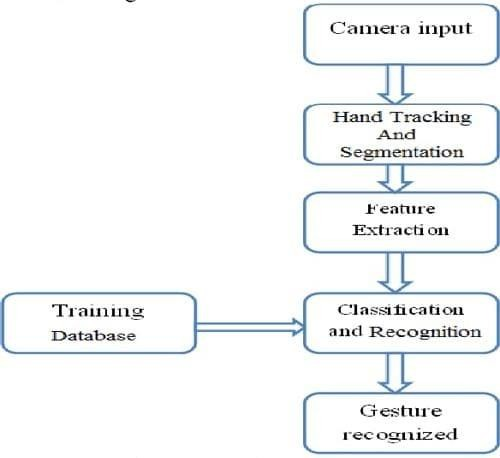 Camera input
Hand Tracking
And
Segmentation
Feature
Extraction
Training
Database
Classification
and Recognition
Gesture
recognized